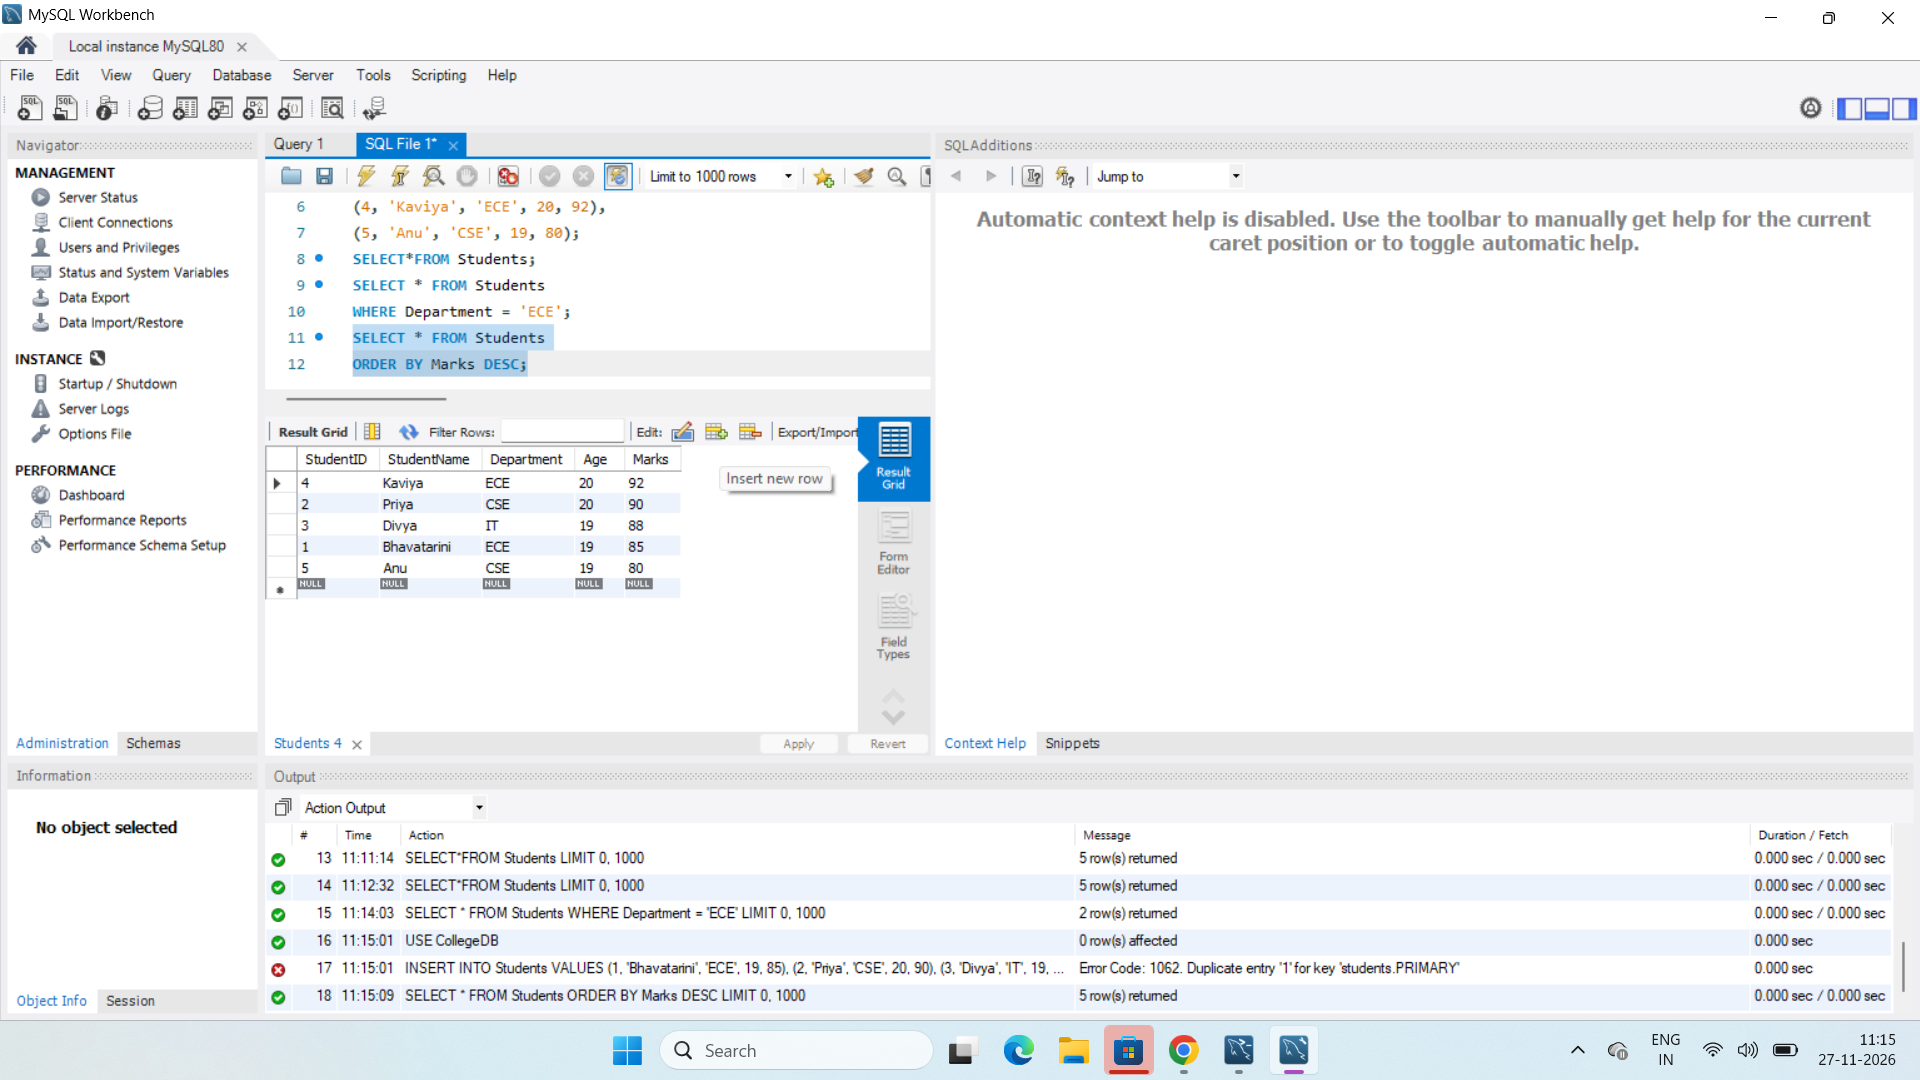 MySQL Workbench
Local instance MySQL80
File Edit View Query Database Server Tools Scripting Help
Navigator
MANAGEMENT
Server Status
Client Connections
Users and Privileges
Status and System Variables
Data Export
Data Import/Restore
INSTANCE
Startup / Shutdown
Server Logs
Options File
PERFORMANCE
Dashboard
Performance Reports
Performance Schema Setup
Administration Schemas
Information
No object selected
Object Info Session
Query 1 SQL File 1*
Limit to 1000 rows
6 (4, 'Kaviya', 'ECE', 20, 92),
7 (5, 'Anu', 'CSE', 19, 80);
8 SELECT*FROM Students;
9 SELECT * FROM Students
10 WHERE Department = 'ECE';
11 SELECT * FROM Students
12 ORDER BY Marks DESC;
Result Grid Filter Rows: Edit: Export/Import
StudentID StudentName Department Age Marks
4 Kaviya ECE 20 92
2 Priya CSE 20 90
3 Divya IT 19 88
1 Bhavatarini ECE 19 85
5 Anu CSE 19 80
NULL NULL NULL NULL NULL
Insert new row
Result
Grid
Form
Editor
Field
Types
Students 4 Apply Revert
SQLAdditions
Jump to
Automatic context help is disabled. Use the toolbar to manually get help for the current
caret position or to toggle automatic help.
Context Help Snippets
Output
Action Output
# Time Action Message Duration / Fetch
13 11:11:14 SELECT*FROM Students LIMIT 0, 1000 5 row(s) returned 0.000 sec / 0.000 sec
14 11:12:32 SELECT*FROM Students LIMIT 0, 1000 5 row(s) returned 0.000 sec / 0.000 sec
15 11:14:03 SELECT * FROM Students WHERE Department = 'ECE' LIMIT 0, 1000 2 row(s) returned 0.000 sec / 0.000 sec
16 11:15:01 USE CollegeDB 0 row(s) affected 0.000 sec
17 11:15:01 INSERT INTO Students VALUES (1, 'Bhavatarini', 'ECE', 19, 85), (2, 'Priya', 'CSE', 20, 90), (3, 'Divya', 'IT', 19, ... Error Code: 1062. Duplicate entry '1' for key 'students.PRIMARY' 0.000 sec
18 11:15:09 SELECT * FROM Students ORDER BY Marks DESC LIMIT 0, 1000 5 row(s) returned 0.000 sec / 0.000 sec
Search
ENG
IN
11:15
27-11-2026